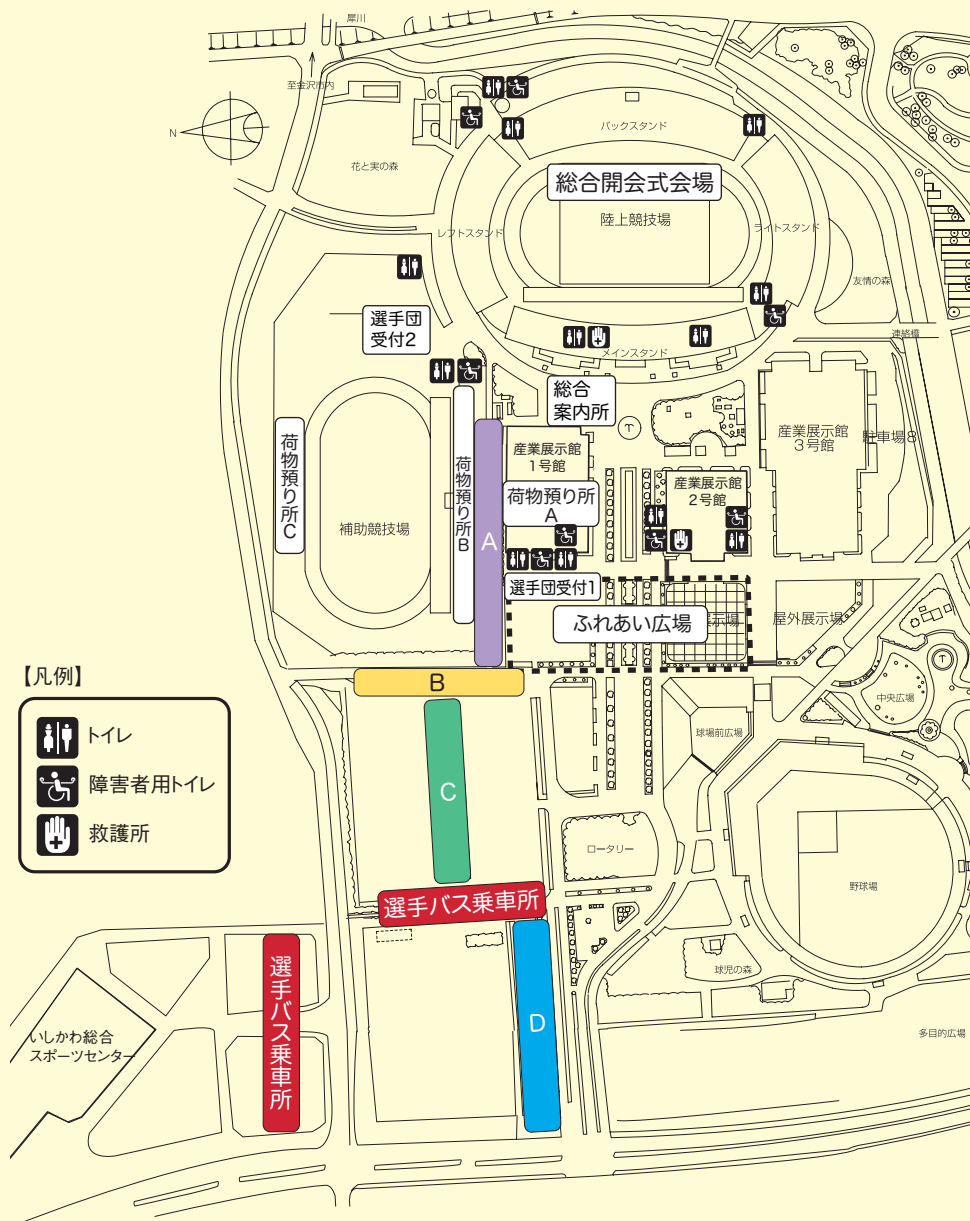 犀川
至金沢市内
N
花と実の森
バックスタンド
総合開会式会場
陸上競技場
レフトスタンド
ライトスタンド
友情の森
連絡橋
選手団
受付2
メインスタンド
総合
案内所
産業展示館
1号館
産業展示館
2号館
産業展示館
3号館
駐車場8
荷物預り所C
補助競技場
荷物預り所B
A
荷物預り所
A
選手団受付1
ふれあい広場
展示場
屋外展示場
B
中央広場
球場前広場
【凡例】
トイレ
障害者用トイレ
救護所
C
ロータリー
野球場
選手バス乗車所
選手バス乗車所
D
球児の森
多目的広場
いしかわ総合
スポーツセンター